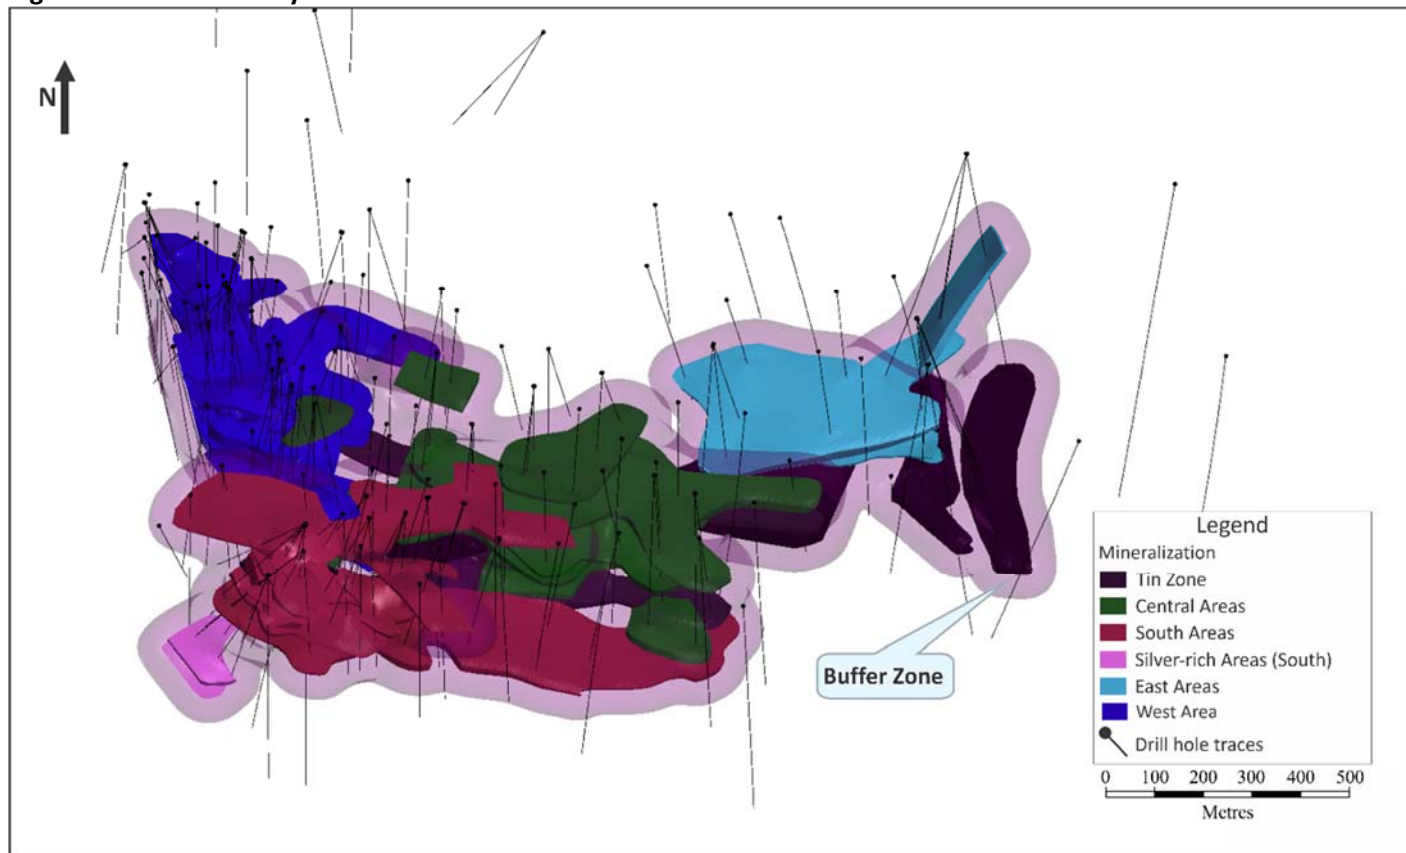 N
Buffer Zone
Legend
Mineralization
Tin Zone
Central Areas
South Areas
Silver-rich Areas (South)
East Areas
West Area
Drill hole traces
0 100 200 300 400 500
Metres